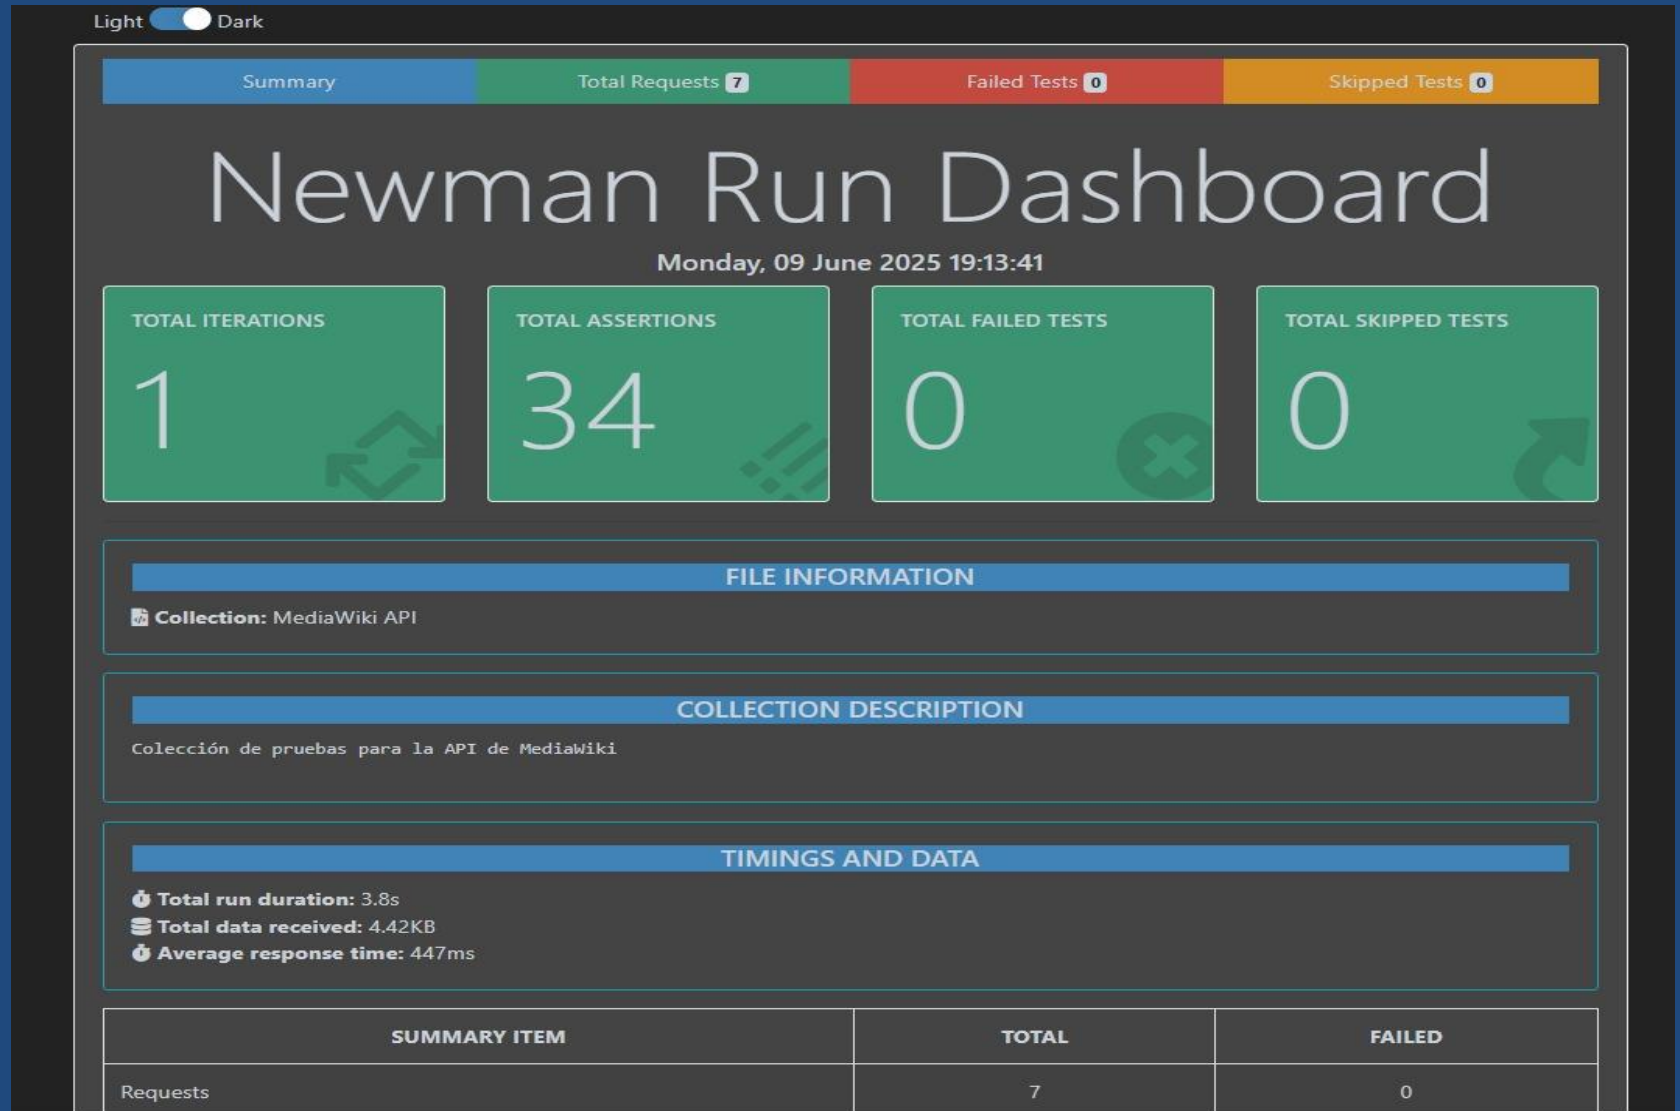 Light Dark
Summary Total Requests 7 Failed Tests 0 Skipped Tests 0
Newman Run Dashboard
Monday, 09 June 2025 19:13:41
TOTAL ITERATIONS TOTAL ASSERTIONS TOTAL FAILED TESTS TOTAL SKIPPED TESTS
1 34 0 0
FILE INFORMATION
Collection: MediaWiki API
COLLECTION DESCRIPTION
Colección de pruebas para la API de MediaWiki
TIMINGS AND DATA
Total run duration: 3.8s
Total data received: 4.42KB
Average response time: 447ms
SUMMARY ITEM TOTAL FAILED
Requests 7 0